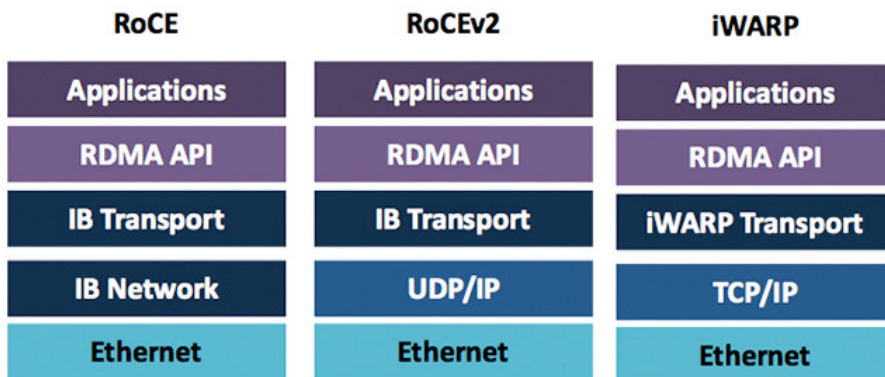 RoCE
Applications
RDMA API
IB Transport
IB Network
Ethernet
RoCEv2
Applications
RDMA API
IB Transport
UDP/IP
Ethernet
iWARP
Applications
RDMA API
iWARP Transport
TCP/IP
Ethernet